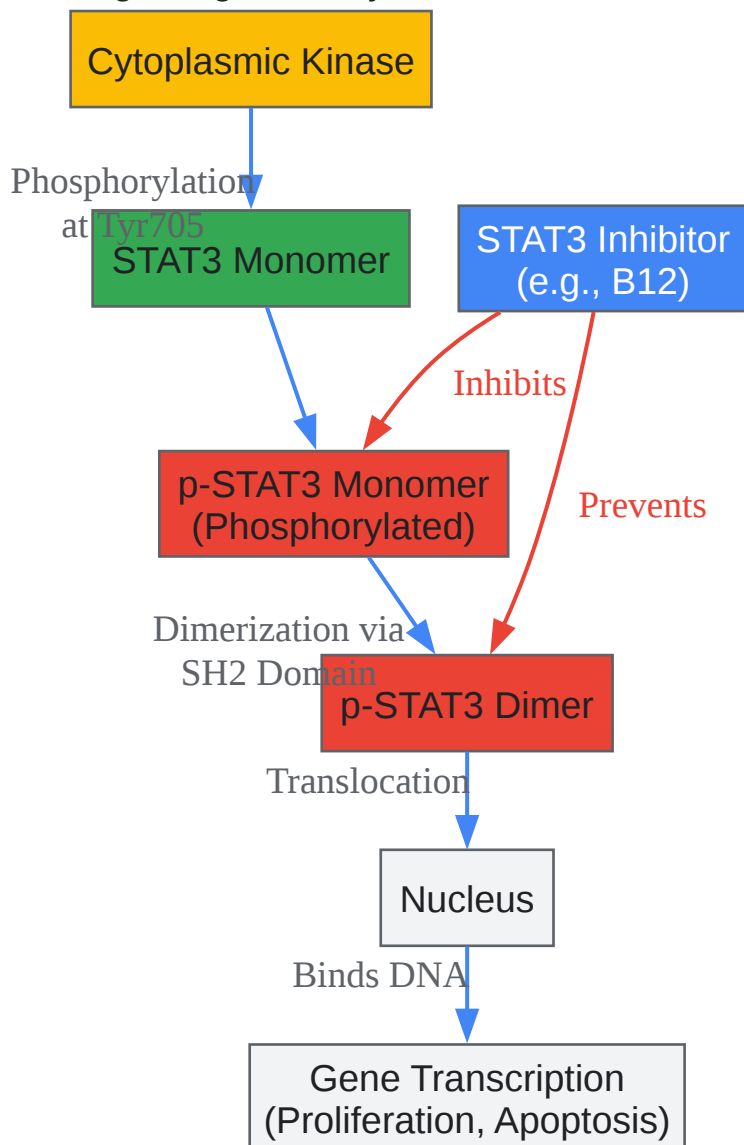 Cytoplasmic Kinase
Phosphorylation
at Tyr705
STAT3 Monomer
STAT3 Inhibitor
(e.g., B12)
Inhibits
p-STAT3 Monomer
(Phosphorylated)
Prevents
Dimerization via
SH2 Domain
p-STAT3 Dimer
Translocation
Nucleus
Binds DNA
Gene Transcription
(Proliferation, Apoptosis)